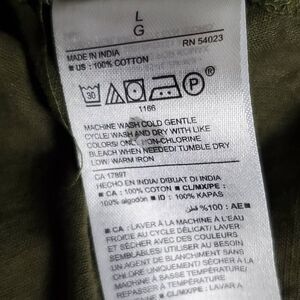 L
G
MADE IN INDIA
RN 54023
■ US : 100% COTTON
30
P
1166
MACHINE WASH COLD GENTLE
CYCLE/ WASH AND DRY WITH LIKE
COLORS/ ONLY NON-CHLORINE
BLEACH WHEN NEEDED/ TUMBLE DRY
LOW/ WARM IRON
CA 17897
HECHO EN INDIA/ DIBUAT DI INDIA
■ CA : 100% COTON ■ CL/MX/PE :
100% algodón ■ ID : 100% KAPAS
■ AE : 100% قطن
■ CA : LAVER À LA MACHINE À L'EAU
FROIDE AU CYCLE DÉLICAT/ LAVER
ET SÉCHER AVEC DES COULEURS
SEMBLABLES/ UTILISER AU BESOIN
UN AGENT DE BLANCHIMENT SANS
CHLORE UNIQUEMENT/ SÉCHER À LA
MACHINE À BASSE TEMPÉRATURE/
REPASSER À TEMPÉRATURE